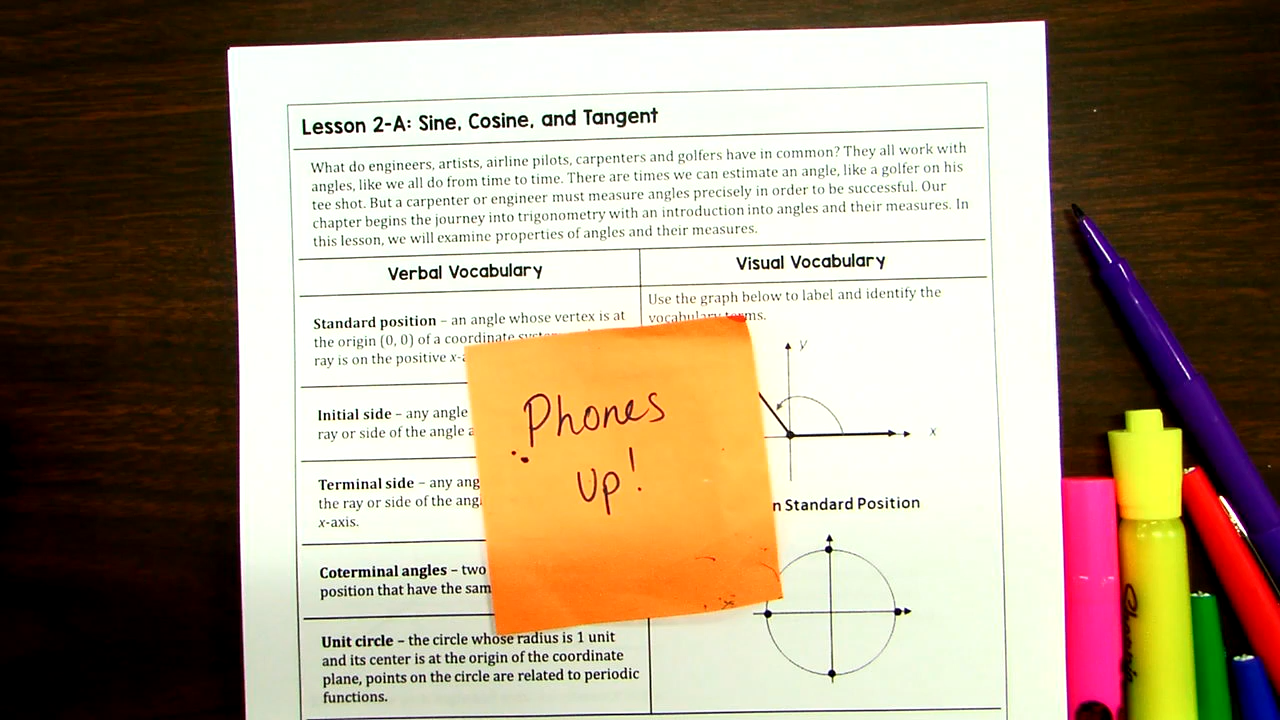 Lesson 2-A: Sine, Cosine, and Tangent
What do engineers, artists, airline pilots, carpenters and golfers have in common? They all work with
angles, like we all do from time to time. There are times we can estimate an angle, like a golfer on his
tee shot. But a carpenter or engineer must measure angles precisely in order to be successful. Our
chapter begins the journey into trigonometry with an introduction into angles and their measures. In
this lesson, we will examine properties of angles and their measures.
Verbal Vocabulary
Visual Vocabulary
Standard position – an angle whose vertex is at
the origin (0, 0) of a coordinate
ray is on the positive x-
Initial side – any angle
ray or side of the angle
Terminal side – any ang
the ray or side of the ang
x-axis.
Coterminal angles – two
position that have the sam
Unit circle – the circle whose radius is 1 unit
and its center is at the origin of the coordinate
plane, points on the circle are related to periodic
functions.
Use the graph below to label and identify the
vocabulary terms.
y
x
n Standard Position
Phones
Up!